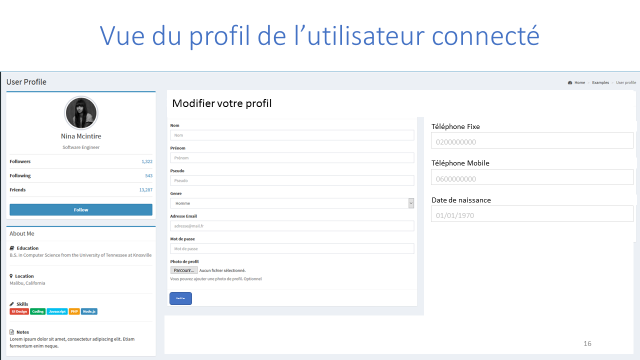 Vue du profil de l'utilisateur connecté
User Profile
Home - Examples - User profile
Nina Mcintire
Software Engineer
Followers 1,322
Following 543
Friends 13,287
Follow
About Me
Education
B.S. in Computer Science from the University of Tennessee at Knoxville
Location
Malibu, California
Skills
UI Design Coding Javascript PHP Node.js
Notes
Lorem ipsum dolor sit amet, consectetur adipiscing elit. Etiam
fermentum enim neque.
Modifier votre profil
Nom
Nom
Prénom
Prénom
Pseudo
Pseudo
Genre
Homme
Adresse Email
adresse@mail.fr
Mot de passe
Mot de passe
Photo de profil
Parcourir... Aucun fichier sélectionné.
Vous pouvez ajouter une photo de profil. Optionnel
Téléphone Fixe
0200000000
Téléphone Mobile
0600000000
Date de naissance
01/01/1970
16